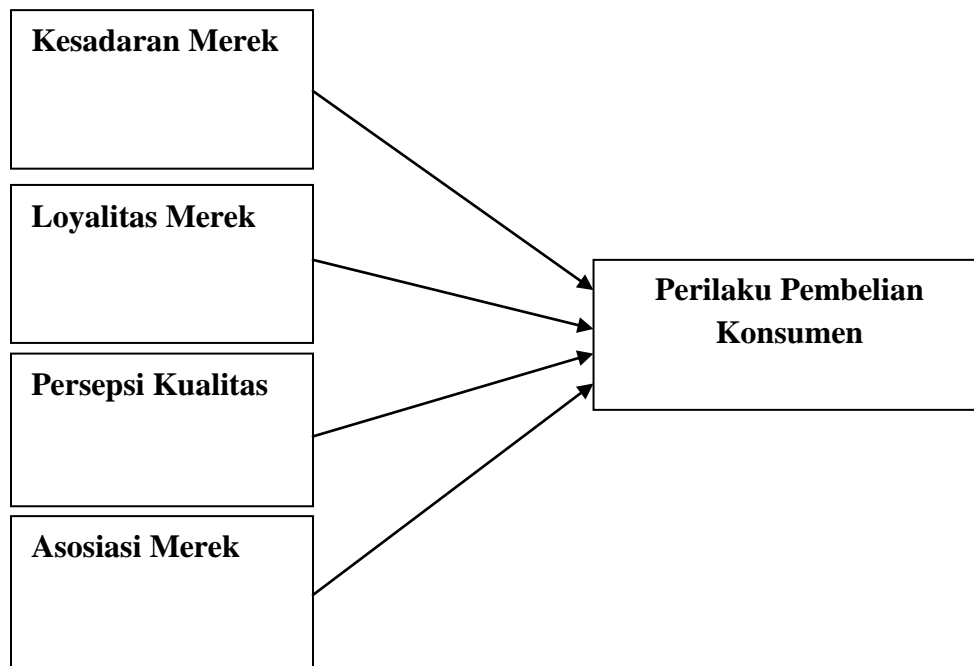 Kesadaran Merek
Loyalitas Merek
Perilaku Pembelian
Konsumen
Persepsi Kualitas
Asosiasi Merek